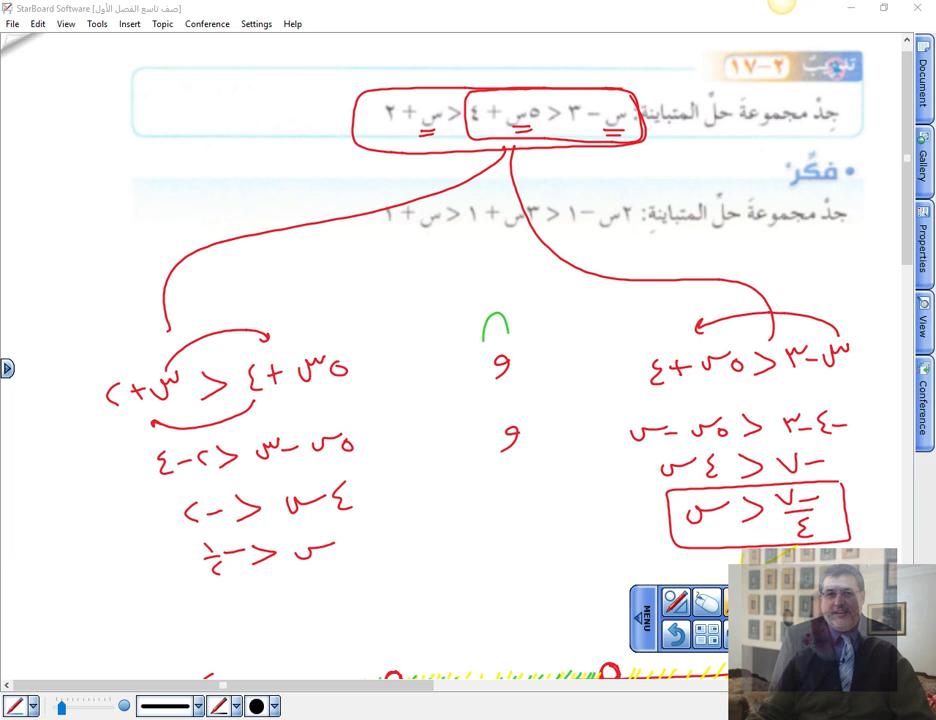 StarBoard Software [صف تاسع الفصل الأول]
File Edit View Tools Insert Topic Conference Settings Help
تدريب ٢-١٧
جِدْ مجموعةَ حلِّ المتباينة: س − ٣ > ٥س + ٤ > س + ٢
• فكِّرْ
جدْ مجموعةَ حلِّ المتباينةِ: ٢س − ١ > ٣س + ١ > س + ١
س − ٣ > ٥س + ٤ و ٥س + ٤ > س + ٢
−٤ − ٣ > ٥س − س و ٥س − س > ٢ − ٤
−٧ > ٤س ٤س > −٢
−٧/٤ > س س > −١/٢
Document
Gallery
Properties
View
Conference
MENU